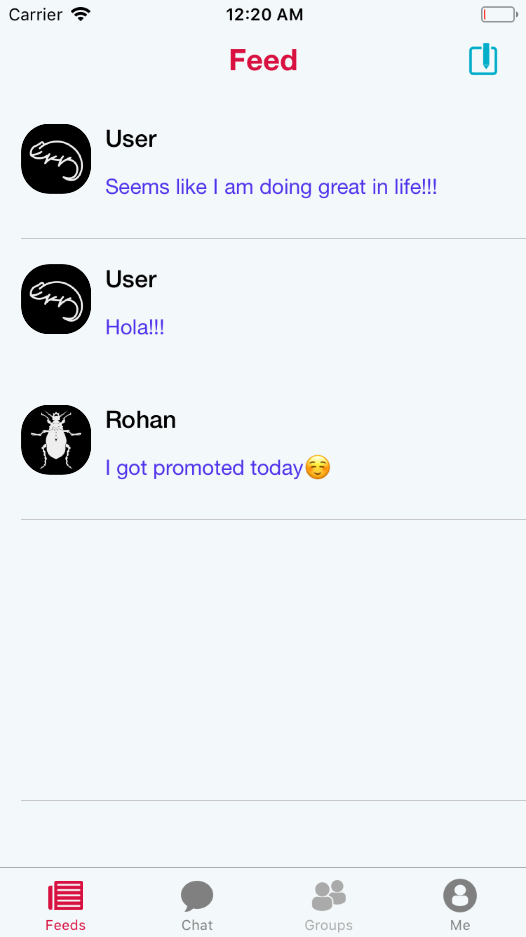 Carrier 12:20 AM
Feed
User
Seems like I am doing great in life!!!
User
Hola!!!
Rohan
I got promoted today☺️
Feeds Chat Groups Me